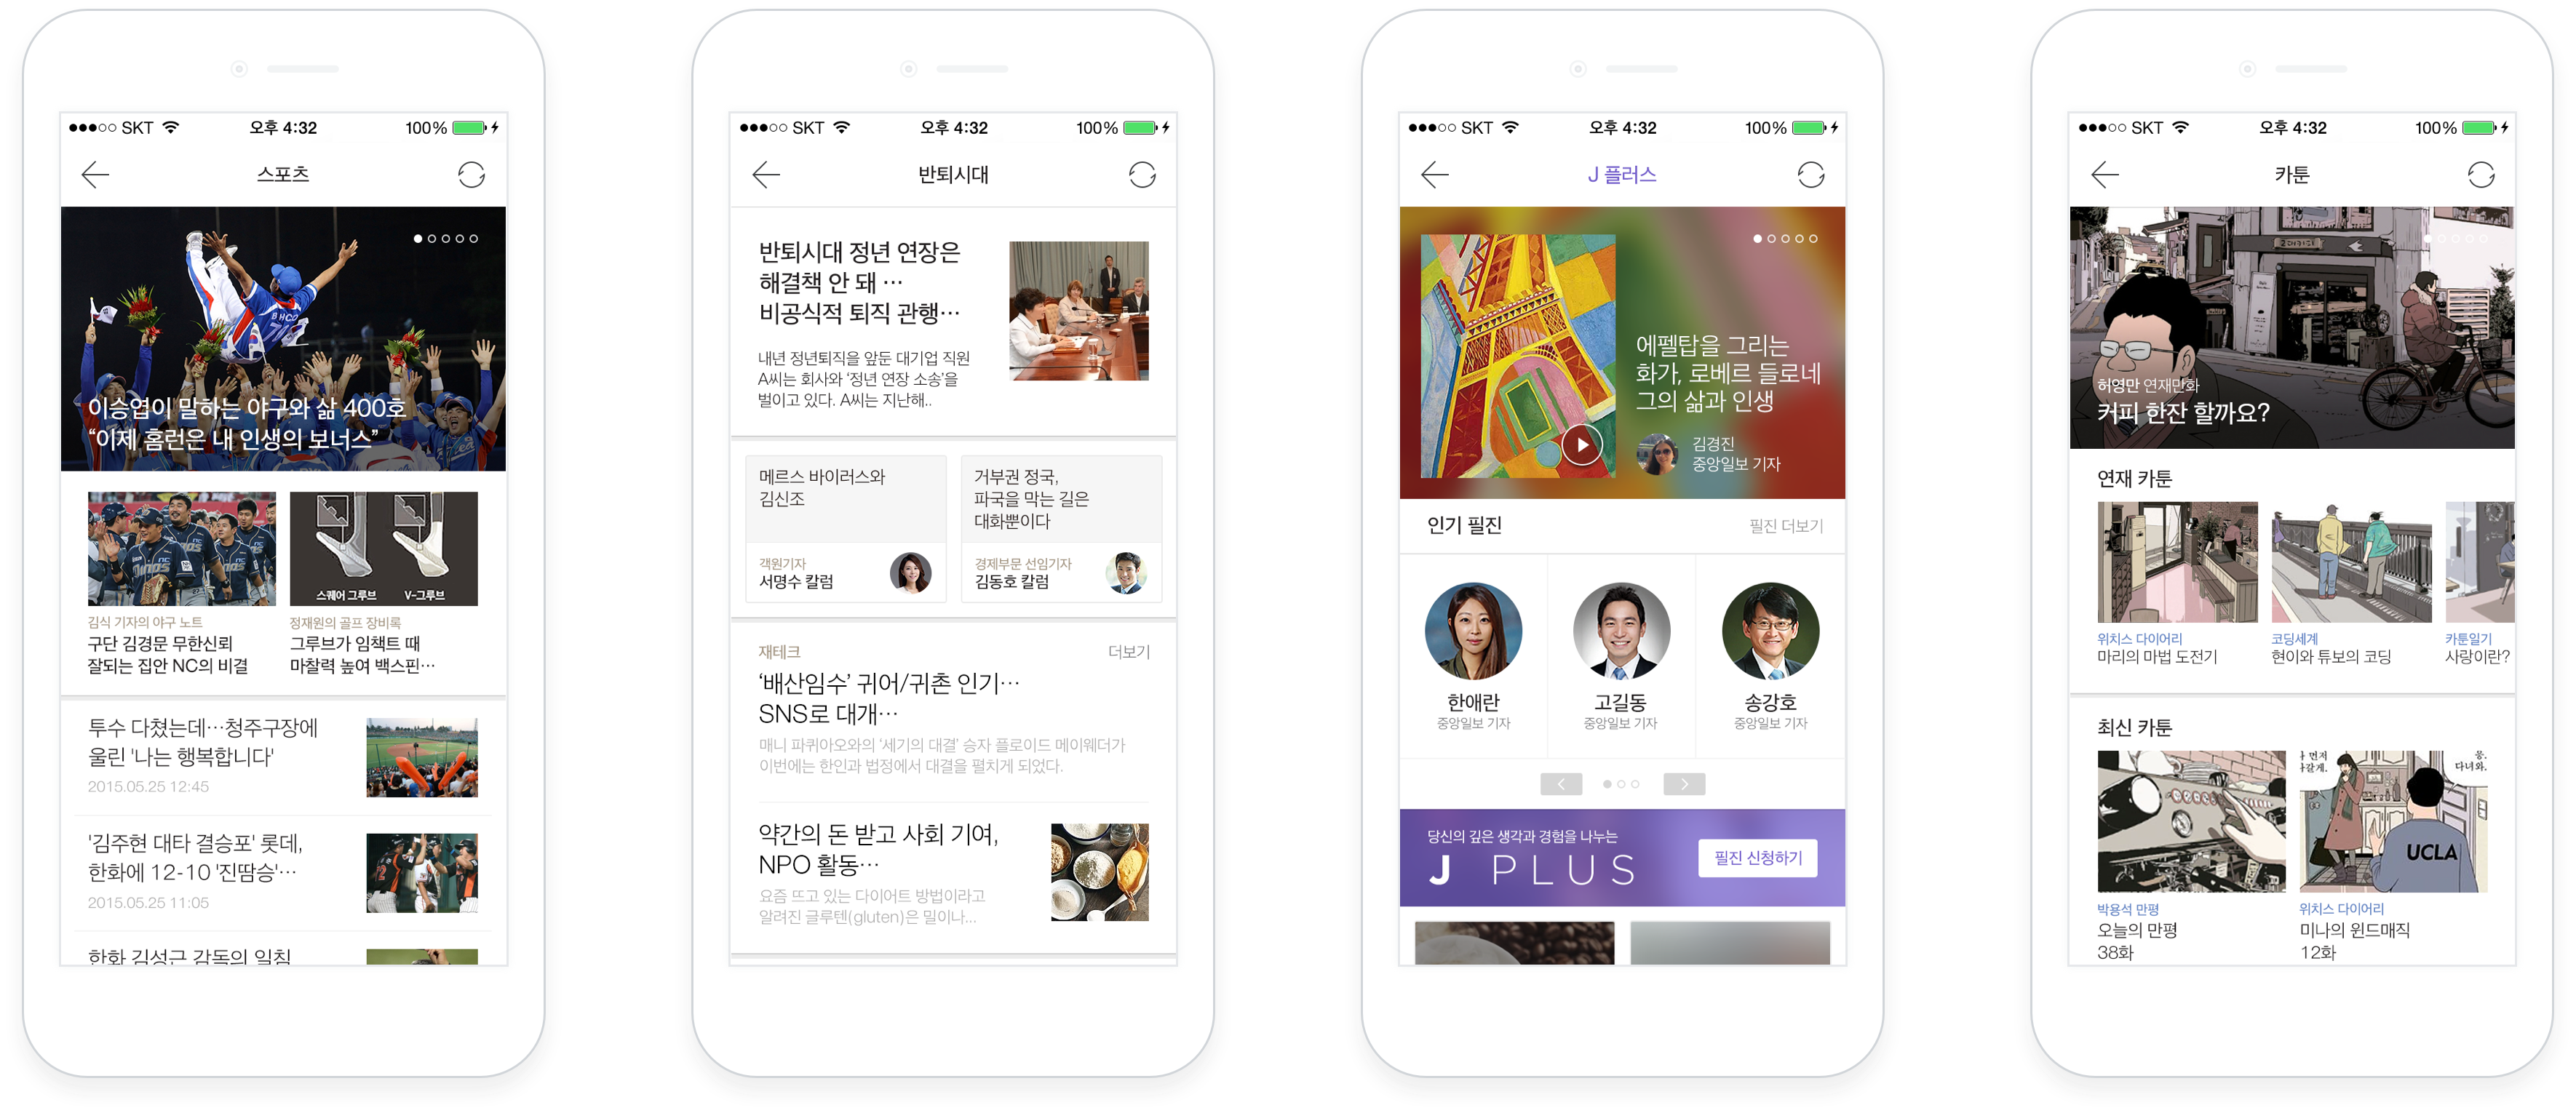 SKT
오후 4:32
100%
스포츠
BHCO
이승엽이 말하는 야구와 삶 400호
“이제 홈런은 내 인생의 보너스”
스퀘어 그루브
V-그루브
김식 기자의 야구 노트
구단 김경문 무한신뢰
잘되는 집안 NC의 비결
정재원의 골프 장비록
그루브가 임팩트 때
마찰력 높여 백스핀…
투수 다쳤는데…청주구장에
울린 '나는 행복합니다'
2015.05.25 12:45
'김주현 대타 결승포' 롯데,
한화에 12-10 '진땀승'…
2015.05.25 11:05
한화 김성근 감독의 일침
SKT
오후 4:32
100%
반퇴시대
반퇴시대 정년 연장은
해결책 안 돼 …
비공식적 퇴직 관행…
내년 정년퇴직을 앞둔 대기업 직원
A씨는 회사와 ‘정년 연장 소송’을
벌이고 있다. A씨는 지난해..
메르스 바이러스와
김신조
객원기자
서명수 칼럼
거부권 정국,
파국을 막는 길은
대화뿐이다
경제부문 선임기자
김동호 칼럼
재테크
더보기
‘배산임수’ 귀어/귀촌 인기…
SNS로 대개…
매니 파퀴아오와의 ‘세기의 대결’ 승자 플로이드 메이웨더가
이번에는 한인과 법정에서 대결을 펼치게 되었다.
약간의 돈 받고 사회 기여,
NPO 활동…
요즘 뜨고 있는 다이어트 방법이라고
알려진 글루텐(gluten)은 밀이나...
SKT
오후 4:32
100%
J 플러스
에펠탑을 그리는
화가, 로베르 들로네
그의 삶과 인생
김경진
중앙일보 기자
인기 필진
필진 더보기
한애란
중앙일보 기자
고길동
중앙일보 기자
송강호
중앙일보 기자
당신의 깊은 생각과 경험을 나누는
J PLUS
필진 신청하기
SKT
오후 4:32
100%
카툰
허영만 연재만화
커피 한잔 할까요?
연재 카툰
위치스 다이어리
마리의 마법 도전기
코딩세계
현이와 튜보의 코딩
카툰일기
사랑이란?
최신 카툰
다녀와.
UCLA
박용석 만평
오늘의 만평
38화
위치스 다이어리
미나의 윈드매직
12화